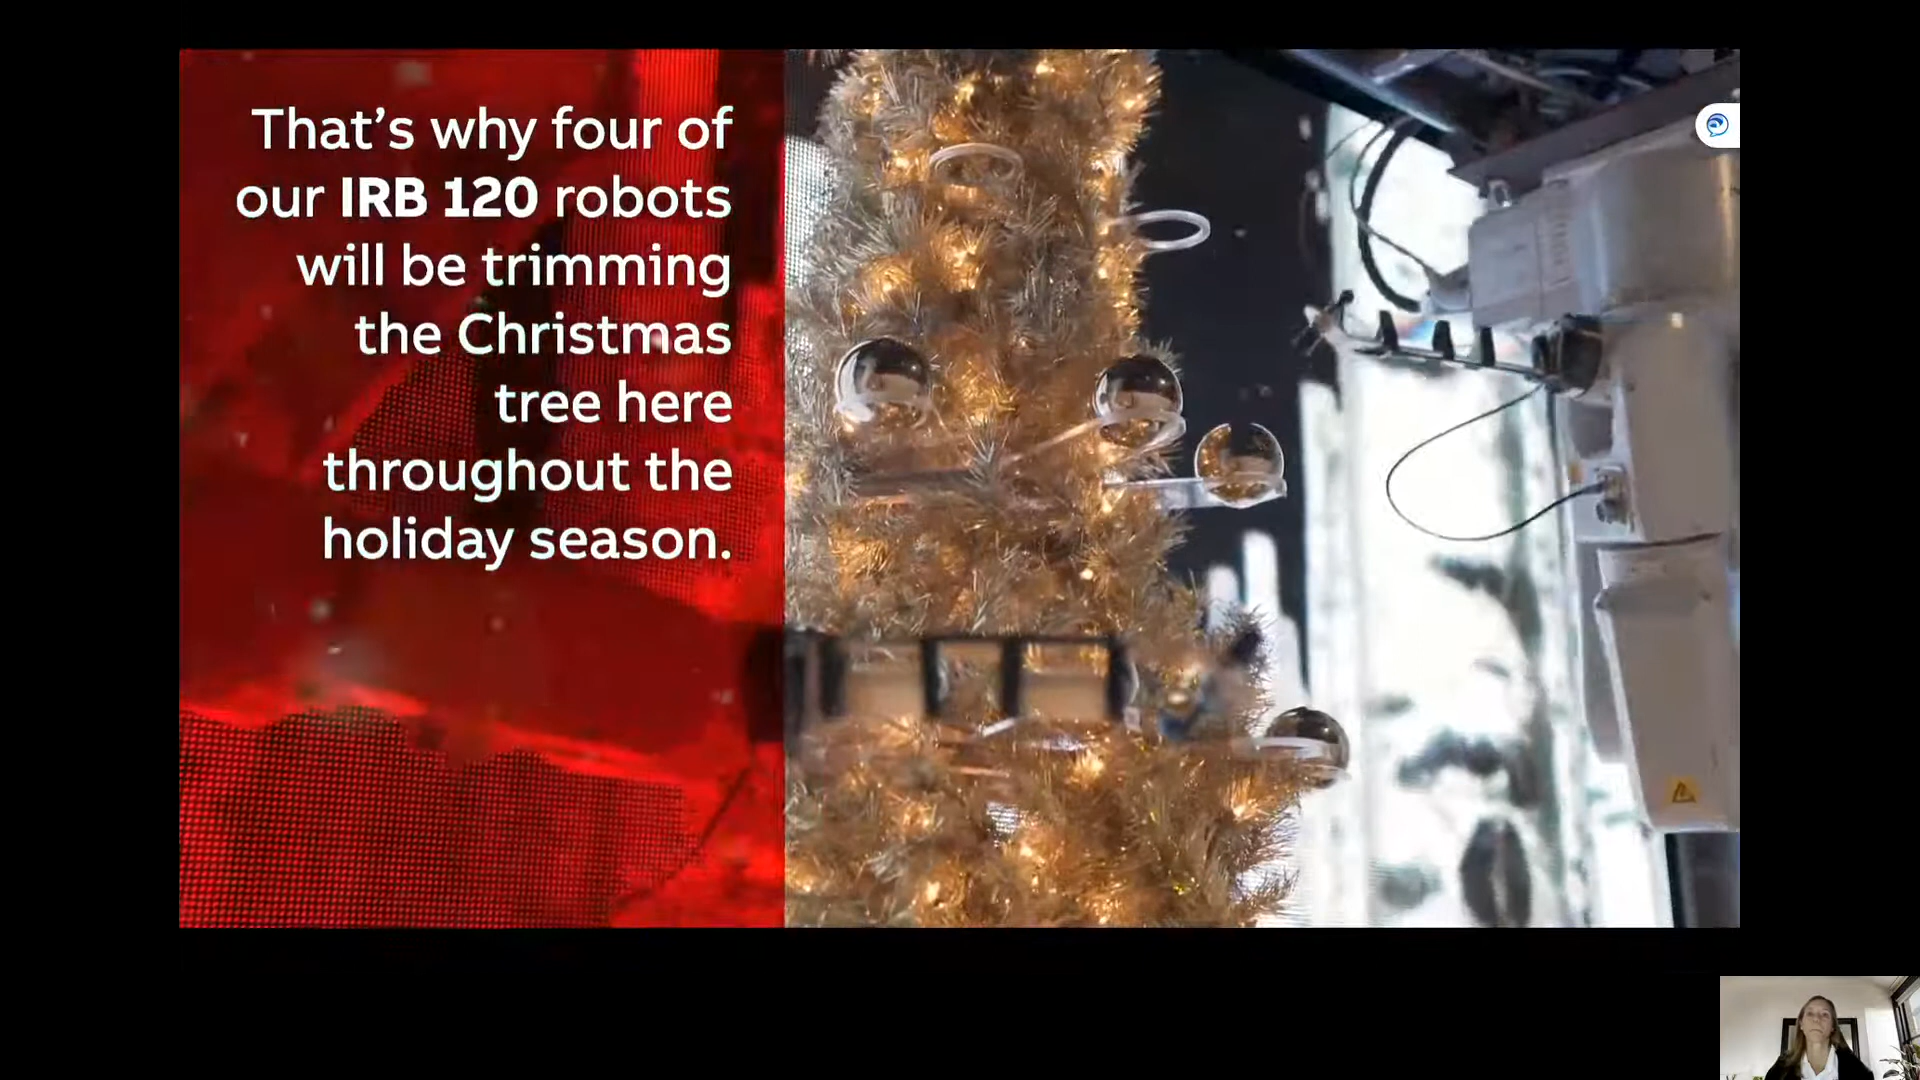 That’s why four of
our IRB 120 robots
will be trimming
the Christmas
tree here
throughout the
holiday season.